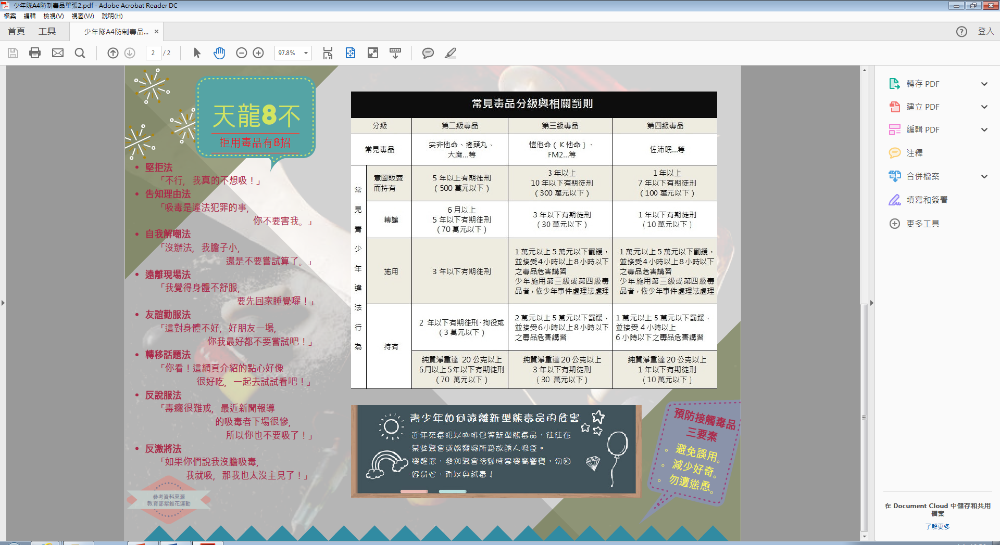 少年隊A4防制毒品單張2.pdf - Adobe Acrobat Reader DC
檔案 編輯 檢視(V) 視窗(W) 說明(H)
首頁 工具 少年隊A4防制毒品... × 登入
2 / 2 97.8%
天龍8不
拒用毒品有8招
• 堅拒法
「不行，我真的不想吸！」
• 告知理由法
「吸毒是違法犯罪的事，
你不要害我。」
• 自我解嘲法
「沒辦法，我膽子小，
還是不要嘗試算了。」
• 遠離現場法
「我覺得身體不舒服，
要先回家睡覺囉！」
• 友誼勸服法
「這對身體不好，好朋友一場，
你我最好都不要嘗試吧！」
• 轉移話題法
「你看！這網頁介紹的點心好像
很好吃，一起去試試看吧！」
• 反說服法
「毒癮很難戒，最近新聞報導
的吸毒者下場很慘，
所以你也不要吸了！」
• 反激將法
「如果你們說我沒膽吸毒，
我就吸，那我也太沒主見了！」
參考資料來源
教育部紫錐花運動
常見毒品分級與相關罰則
分級 第二級毒品 第三級毒品 第四級毒品
常見毒品
安非他命、搖頭丸、
大麻...等
愷他命（K他命）、
FM2...等
佐沛眠...等
常見青少年違法行為
意圖販賣
而持有
5 年以上有期徒刑
（500 萬元以下）
3 年以上
10 年以下有期徒刑
（300 萬元以下）
1 年以上
7 年以下有期徒刑
（100 萬元以下）
轉讓
6 月以上
5 年以下有期徒刑
（70 萬元以下）
3 年以下有期徒刑
（30 萬元以下）
1 年以下有期徒刑
（10 萬元以下）
施用
3 年以下有期徒刑
1 萬元以上 5 萬元以下罰鍰，
並接受 4 小時以上 8 小時以下
之毒品危害講習
少年施用第三級或第四級毒
品者，依少年事件處理法處理
1 萬元以上 5 萬元以下罰鍰，
並接受 4 小時以上 8 小時以下
之毒品危害講習
少年施用第三級或第四級毒
品者，依少年事件處理法處理
持有
2 年以下有期徒刑、拘役或
（3 萬元以下）
2 萬元以上 5 萬元以下罰鍰，
並接受6小時以上8小時以下
之毒品危害講習
1 萬元以上 5 萬元以下罰鍰，
並接受 4 小時以上
6 小時以下之毒品危害講習
純質淨重達 20 公克以上
6月以上5年以下有期徒刑
（70 萬元以下）
純質淨重達 20 公克以上
3 年以下有期徒刑
（30 萬元以下）
純質淨重達 20 公克以上
1 年以下有期徒刑
（10 萬元以下）
青少年如何遠離新型態毒品的危害
近年來毒犯以咖啡包等新型態毒品，往往在
某些聚會或娛樂場所藉故誘人吸食。
提醒您，參加聚會活動時要提高警覺，勿因
好奇心，而以身試毒！
預防接觸毒品
三要素
。避免誤用。
。減少好奇。
。勿遭慫恿。
轉存 PDF
建立 PDF
編輯 PDF
注釋
合併檔案
填寫和簽署
更多工具
在 Document Cloud 中儲存和共用
檔案
了解更多